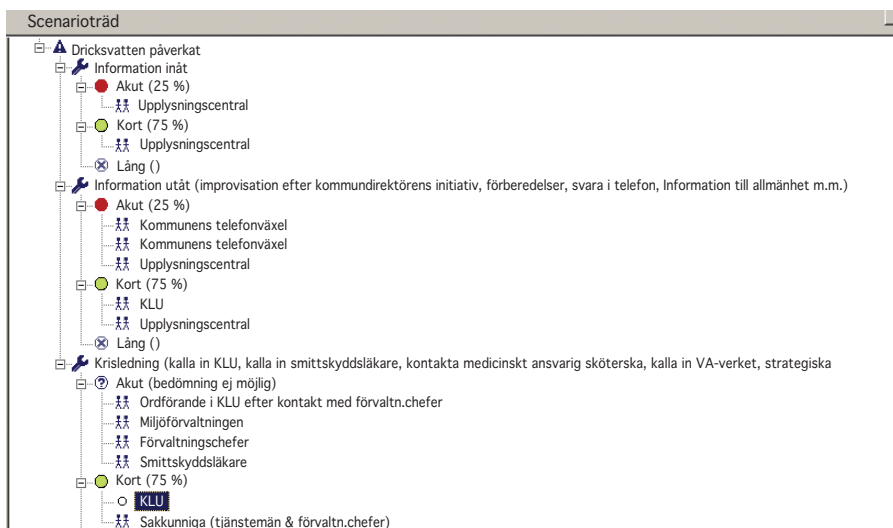 Scenarioträd
Dricksvatten påverkat
Information inåt
Akut (25 %)
Upplysningscentral
Kort (75 %)
Upplysningscentral
Lång ()
Information utåt (improvisation efter kommundirektörens initiativ, förberedelser, svara i telefon, Information till allmänhet m.m.)
Akut (25 %)
Kommunens telefonväxel
Kommunens telefonväxel
Upplysningscentral
Kort (75 %)
KLU
Upplysningscentral
Lång ()
Krisledning (kalla in KLU, kalla in smittskyddsläkare, kontakta medicinskt ansvarig sköterska, kalla in VA-verket, strategiska
Akut (bedömning ej möjlig)
Ordförande i KLU efter kontakt med förvaltn.chefer
Miljöförvaltningen
Förvaltningschefer
Smittskyddsläkare
Kort (75 %)
KLU
Sakkunniga (tjänstemän & förvaltn.chefer)